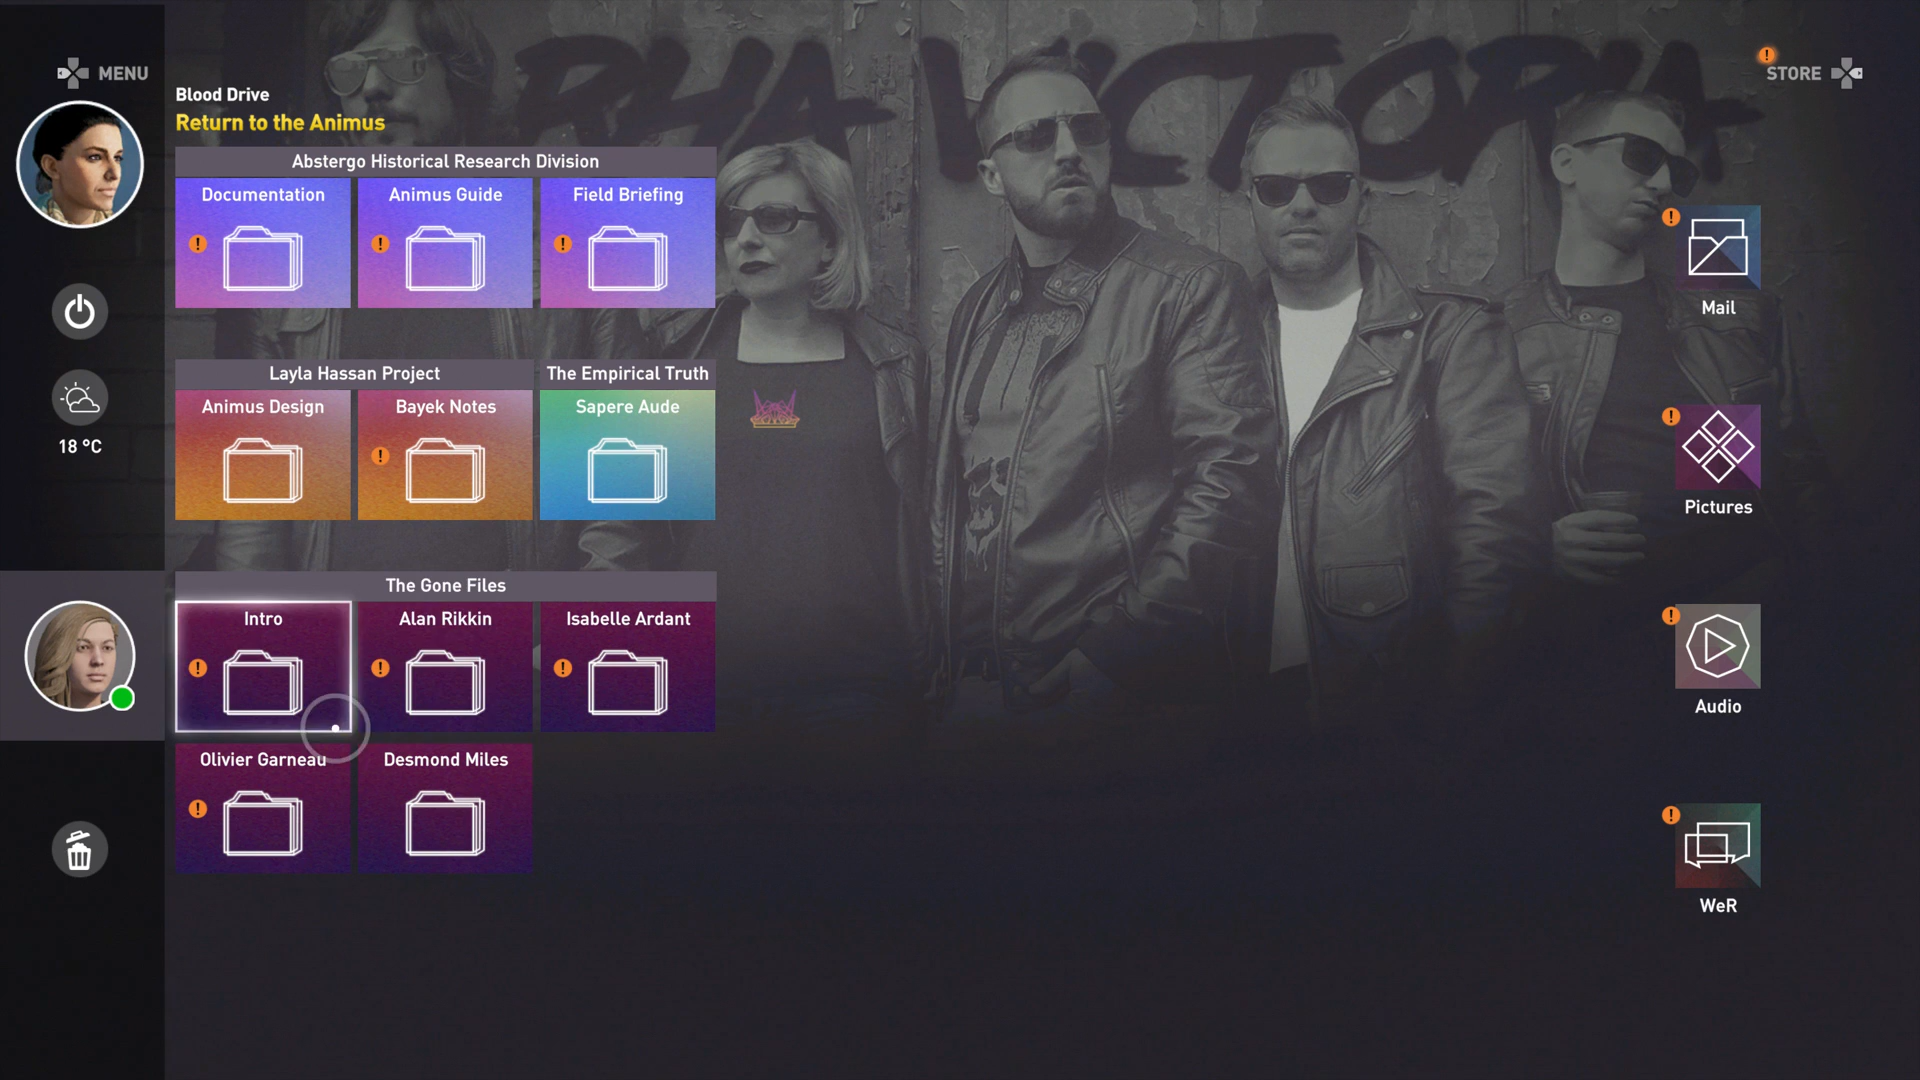 MENU
STORE
Blood Drive
Return to the Animus
Abstergo Historical Research Division
Documentation
Animus Guide
Field Briefing
Layla Hassan Project
The Empirical Truth
Animus Design
Bayek Notes
Sapere Aude
18 °C
The Gone Files
Intro
Alan Rikkin
Isabelle Ardant
Olivier Garneau
Desmond Miles
Mail
Pictures
Audio
WeR
RHA VICTORIA